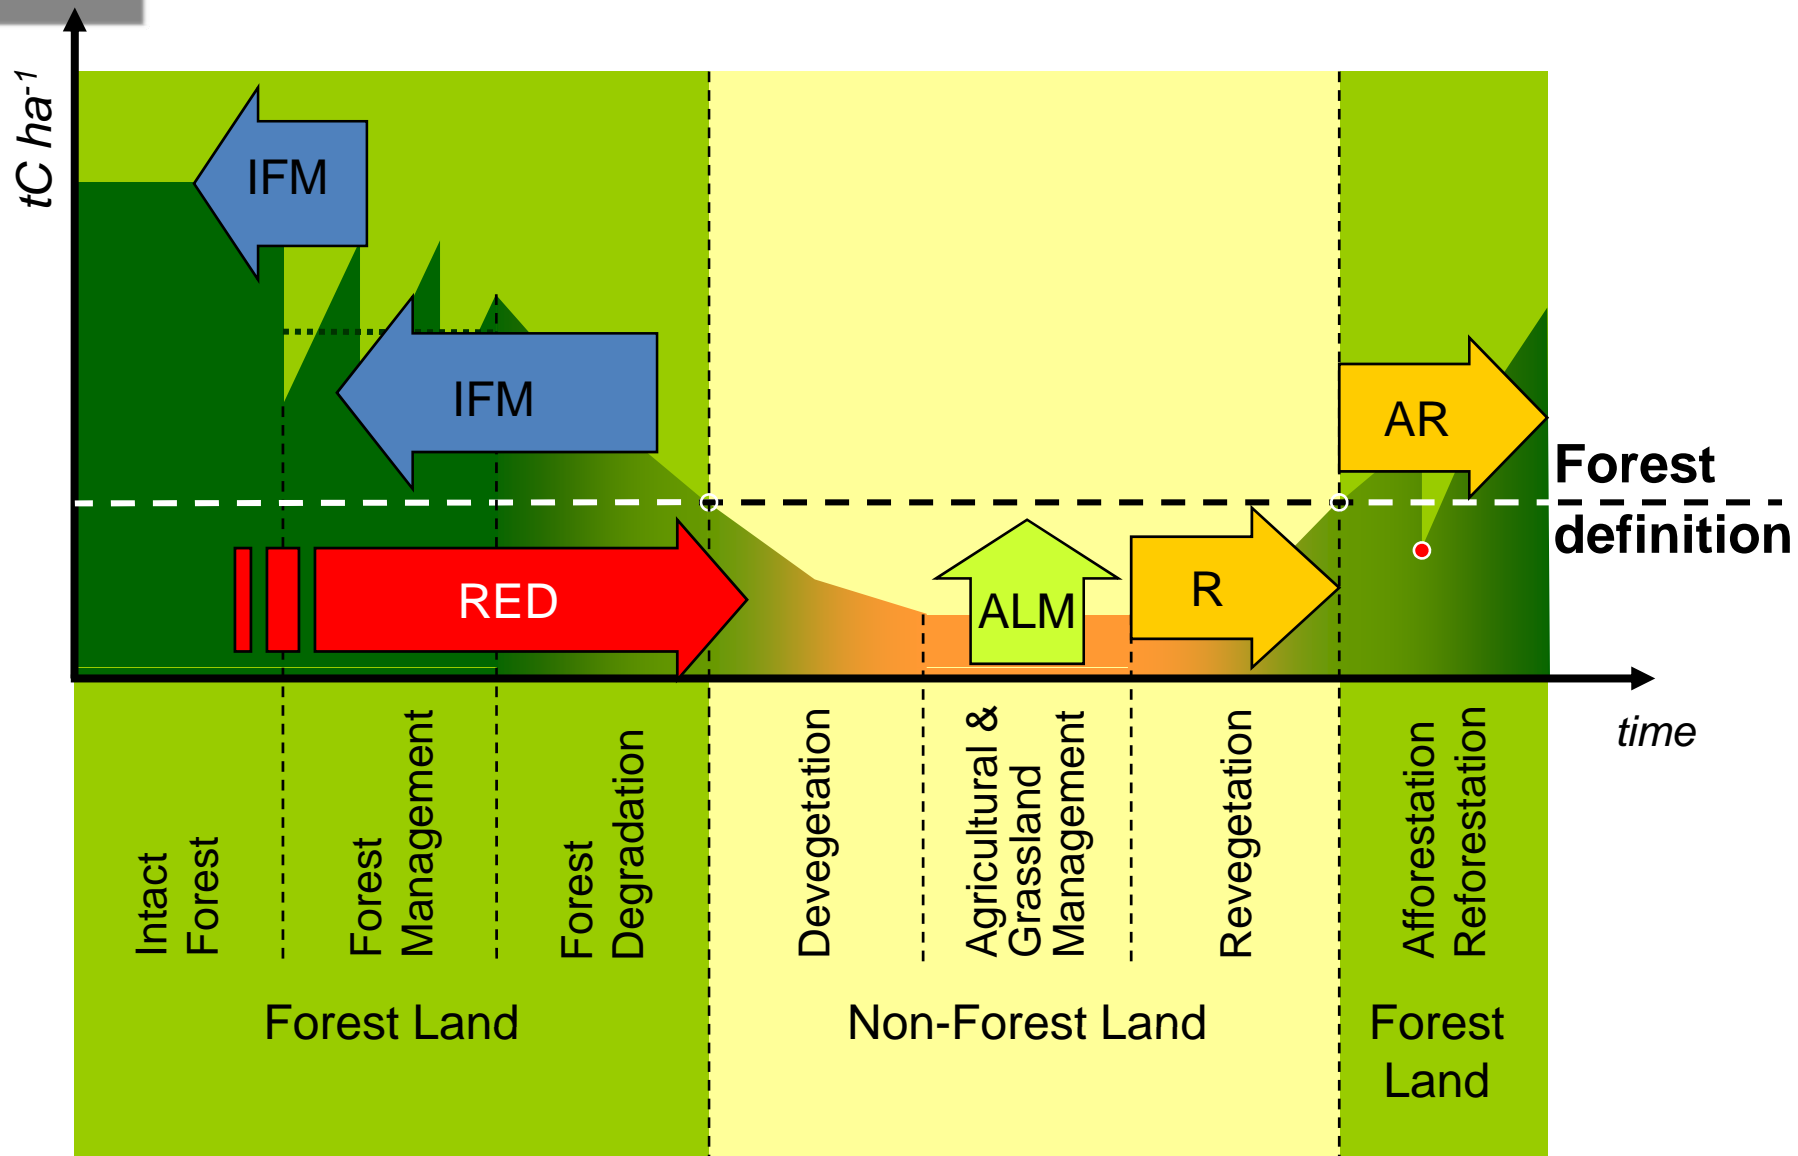 tC ha⁻¹
IFM
IFM
AR
Forest
definition
RED
ALM
R
time
Intact
Forest
Forest
Management
Forest
Degradation
Devegetation
Agricultural &
Grassland
Management
Revegetation
Afforestation
Reforestation
Forest Land
Non-Forest Land
Forest
Land